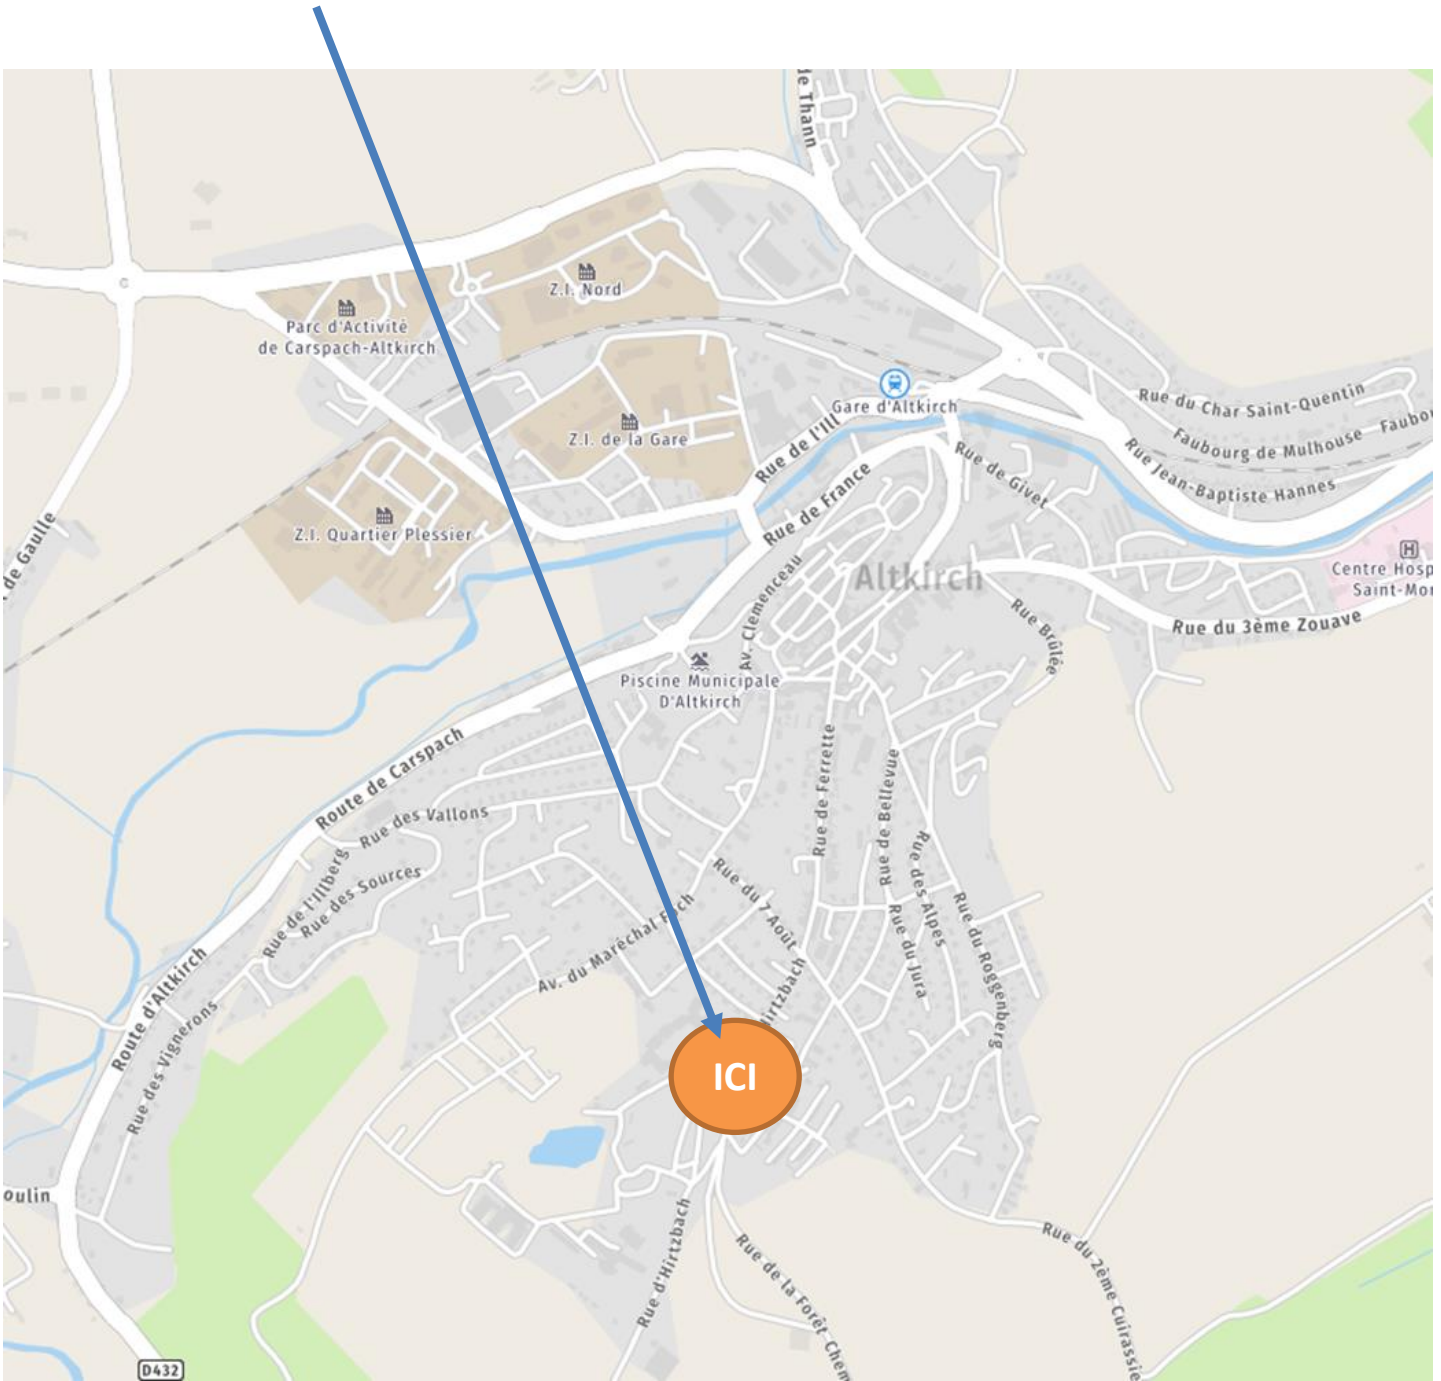 de Thann
Z.I. Nord
Parc d'Activité
de Carspach-Altkirch
Gare d'Altkirch
Rue du Char Saint-Quentin
Z.I. de la Gare
Rue de l'Ill
Faubourg de Mulhouse
Faubou
Rue de France
Rue de Givet
Rue Jean-Baptiste Hannes
Z.I. Quartier Plessier
de Gaulle
H
Centre Hosp
Saint-Mor
Altkirch
Av. Clemenceau
Rue Brûlée
Rue du 3ème Zouave
Piscine Municipale
D'Altkirch
Route de Carspach
Rue de Ferrette
Rue de Bellevue
Rue des Vallons
Rue de l'Illberg
Rue des Sources
Rue du 7 Août
Rue des Alpes
Av. du Maréchal Foch
Rue du Jura
Rue du Roggenberg
Route d'Altkirch
Rue des Vignerons
Hirtzbach
ICI
oulin
Rue d'Hirtzbach
Rue de la Forêt
Chem
Rue du 2ème Cuirassie
D432